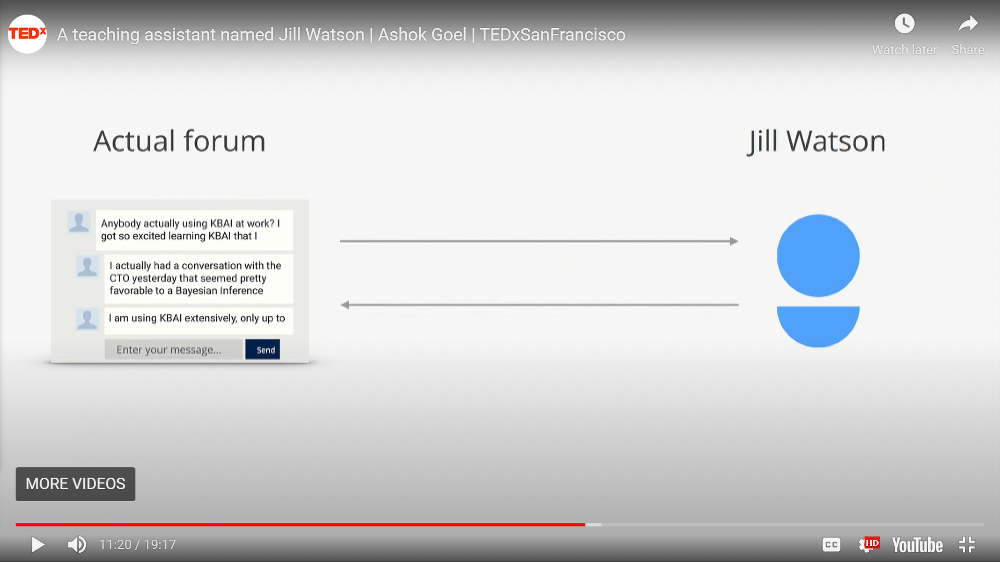 TEDx
A teaching assistant named Jill Watson | Ashok Goel | TEDxSanFrancisco
Watch later
Share
Actual forum
Jill Watson
Anybody actually using KBAI at work? I
got so excited learning KBAI that I
I actually had a conversation with the
CTO yesterday that seemed pretty
favorable to a Bayesian Inference
I am using KBAI extensively, only up to
Enter your message...
Send
MORE VIDEOS
11:20 / 19:17
CC
HD
YouTube